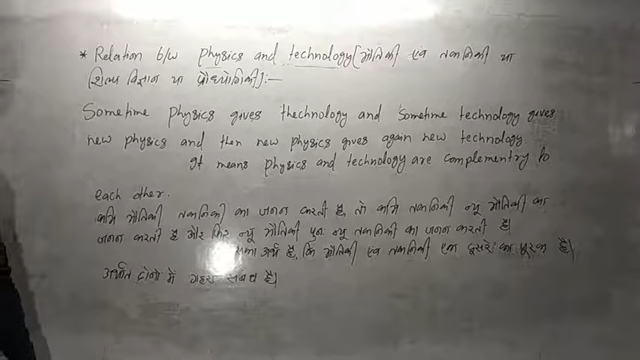 * Relation b/w physics and technology [भौतिकी एवं तकनिकी या
(शिल्प विज्ञान या प्रौद्योगिकी] :—
Sometime physics gives thechnology and Sometime technology gives
new physics and then new physics gives again new technology
It means physics and technology are complementry to
each other.
कभि भौतिकी तकनिकी का जनन करती है, तो कभि तकनिकी न्यू भौतिकी का
जनन करती है और फिर न्यू भौतिकी पुनः न्यू तकनिकी का जनन करती है।
अर्थ है, कि भौतिकी एवं तकनिकी एक दूसरे का पूरक है।
अर्थात दोनो में गहरा संबंध है।